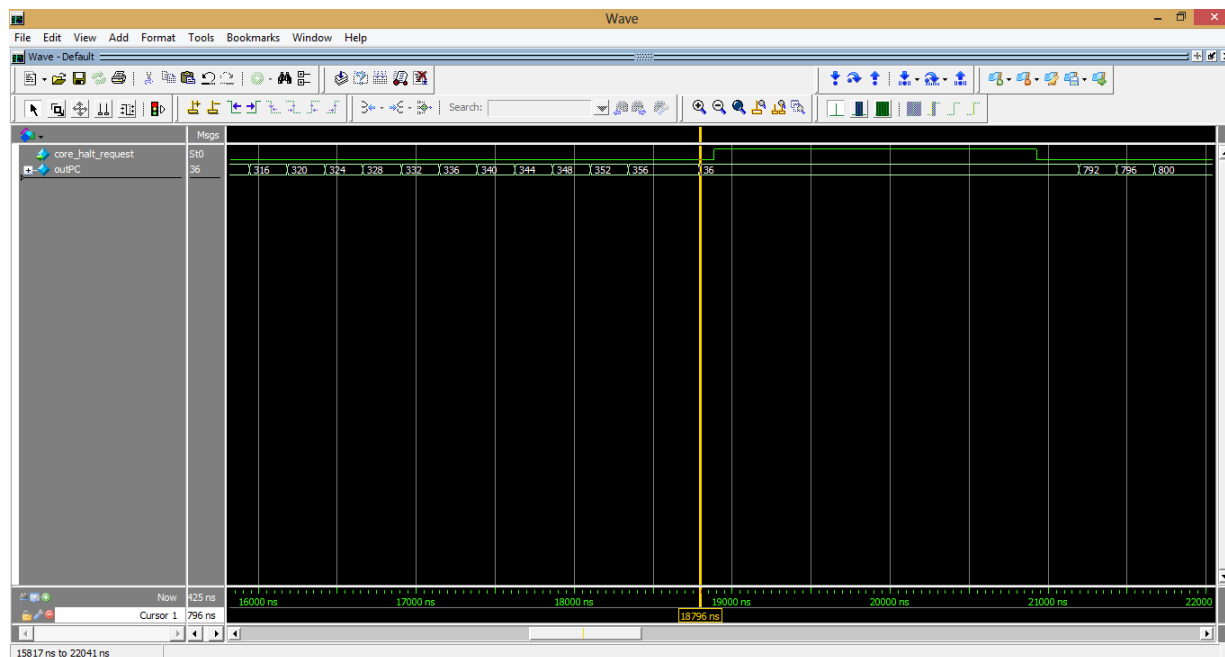 Wave
File Edit View Add Format Tools Bookmarks Window Help
Wave - Default
Search:
Msgs
core_halt_request St0
outPC 36 316 320 324 328 332 336 340 344 348 352 356 36 792 796 800
Now 425 ns 16000 ns 17000 ns 18000 ns 19000 ns 20000 ns 21000 ns 22000
Cursor 1 796 ns 18796 ns
15817 ns to 22041 ns